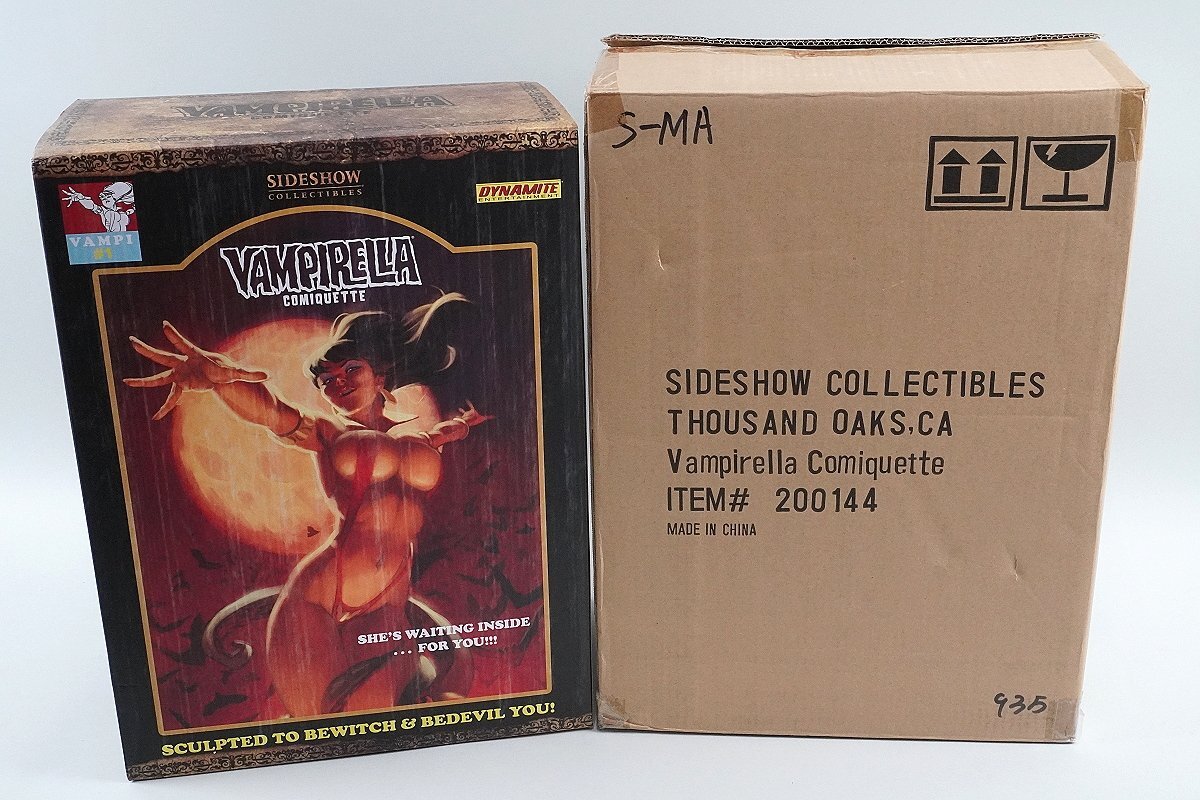 VAMPIRELLA
COMIQUETTE
SIDESHOW
COLLECTIBLES
DYNAMITE
ENTERTAINMENT
VAMPI
#1
VAMPIRELLA
COMIQUETTE
SHE'S WAITING INSIDE
... FOR YOU!!!
SCULPTED TO BEWITCH & BEDEVIL YOU!
S-MA
SIDESHOW COLLECTIBLES
THOUSAND OAKS,CA
Vampirella Comiquette
ITEM# 200144
MADE IN CHINA
935